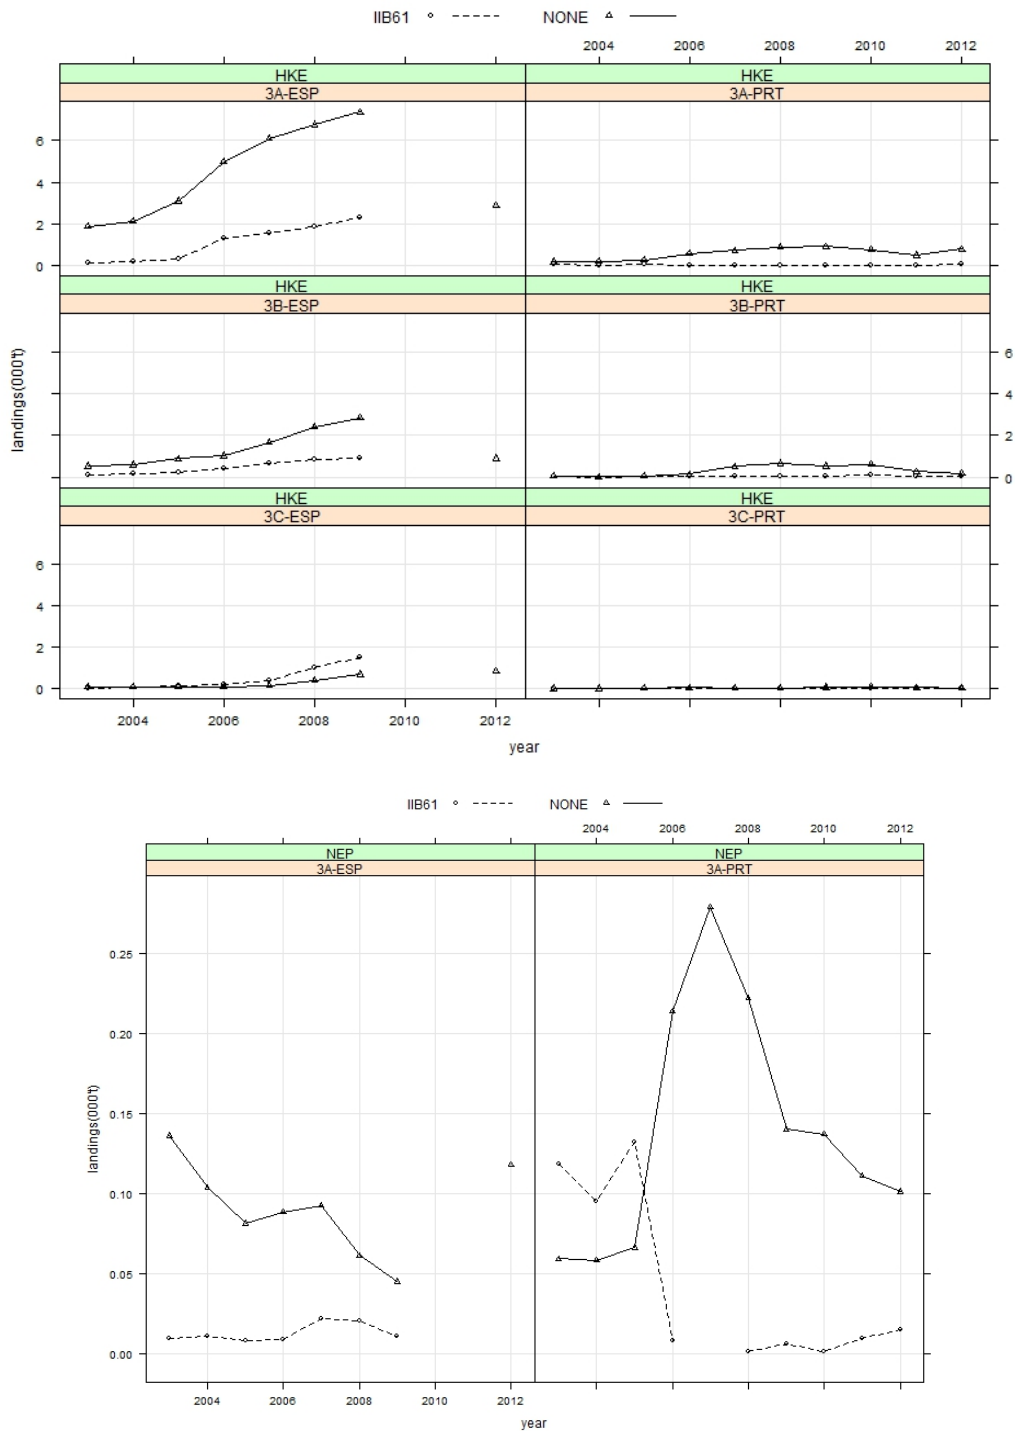 IIB61 NONE
2004 2006 2008 2010 2012
HKE HKE
3A-ESP 3A-PRT
6
4
2
0
HKE HKE
3B-ESP 3B-PRT
6
4
2
0
landings(000't)
HKE HKE
3C-ESP 3C-PRT
6
4
2
0
2004 2006 2008 2010 2012
year
IIB61 NONE
2004 2006 2008 2010 2012
NEP NEP
3A-ESP 3A-PRT
0.25
0.20
0.15
0.10
0.05
0.00
landings(000't)
2004 2006 2008 2010 2012
year